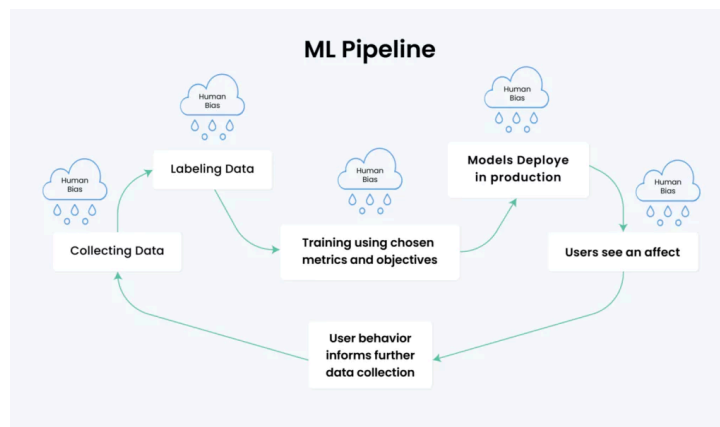 ML Pipeline
Human
Bias
Human
Bias
Labeling Data
Human
Bias
Models Deploye
in production
Human
Bias
Human
Bias
Collecting Data
Training using chosen
metrics and objectives
Users see an affect
User behavior
informs further
data collection